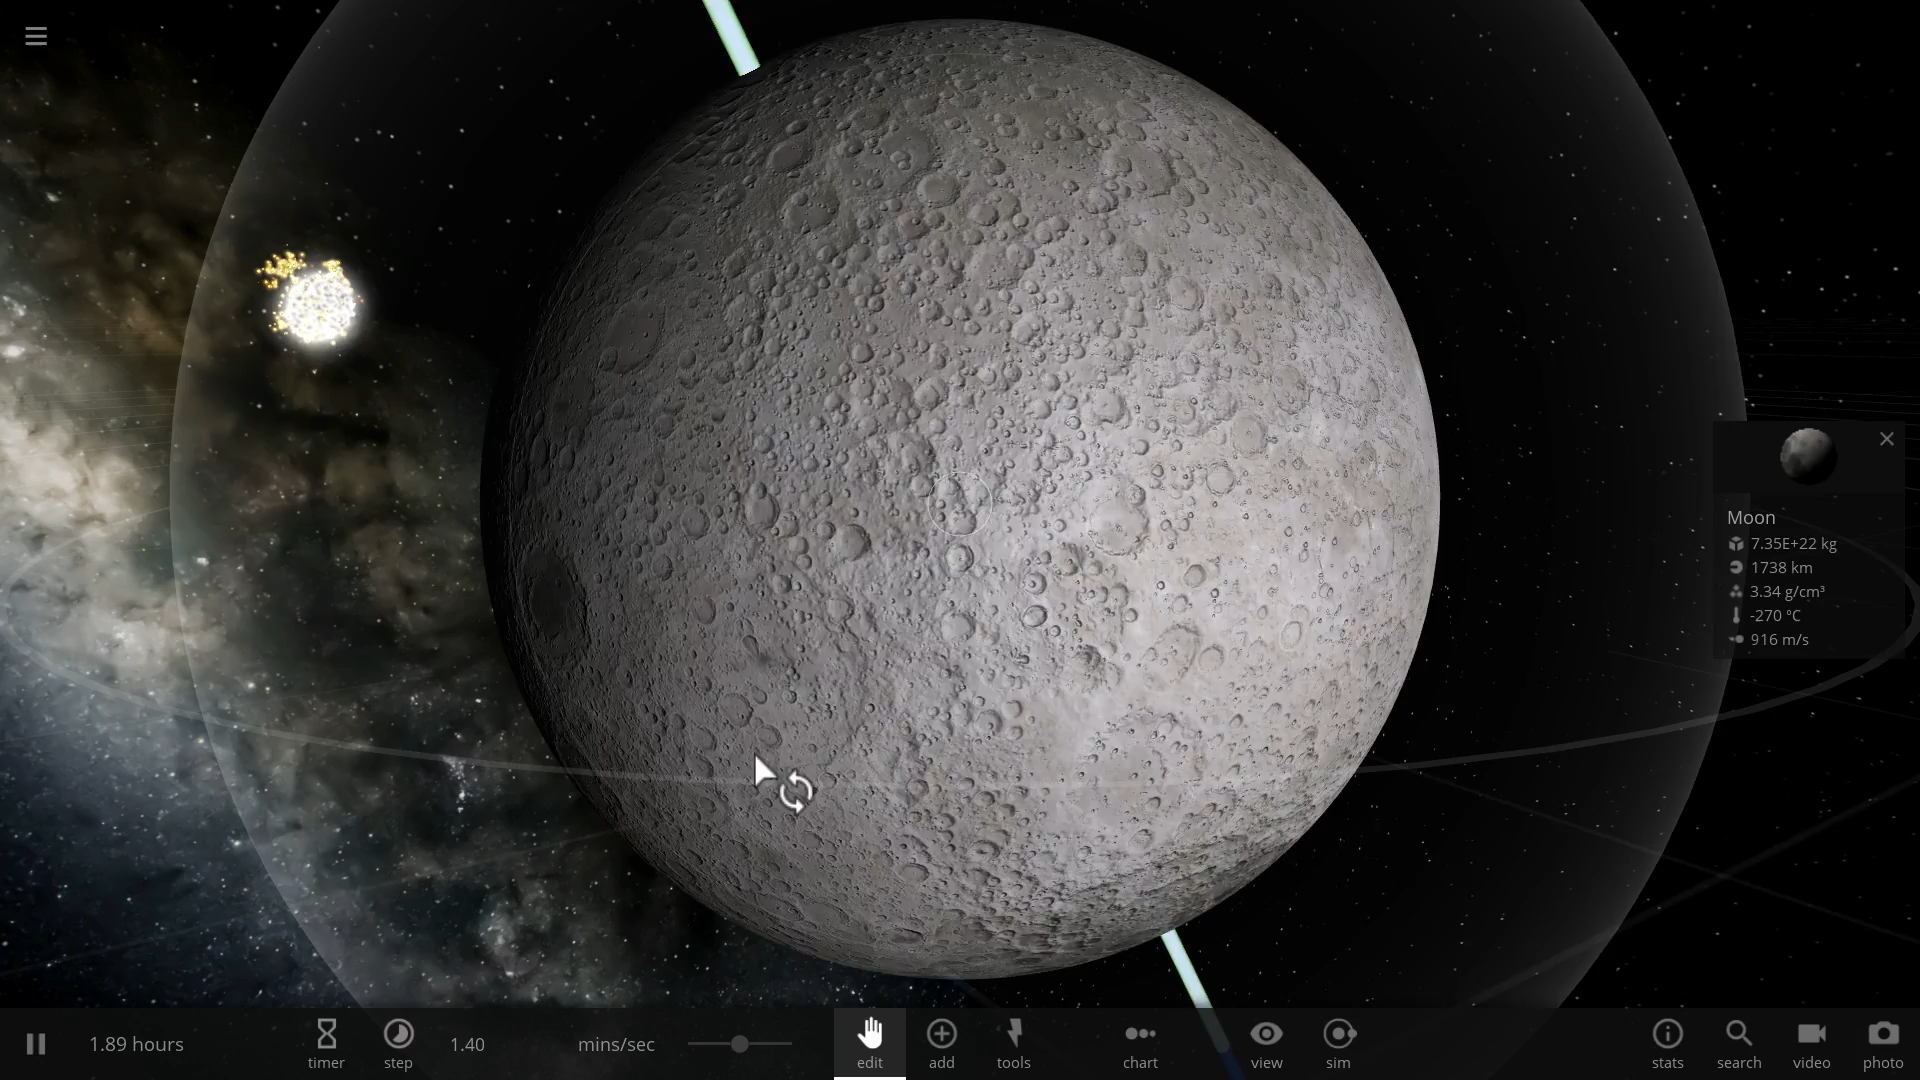 Moon
7.35E+22 kg
1738 km
3.34 g/cm³
-270 °C
916 m/s
1.89 hours
timer
step
1.40
mins/sec
edit
add
tools
chart
view
sim
stats
search
video
photo